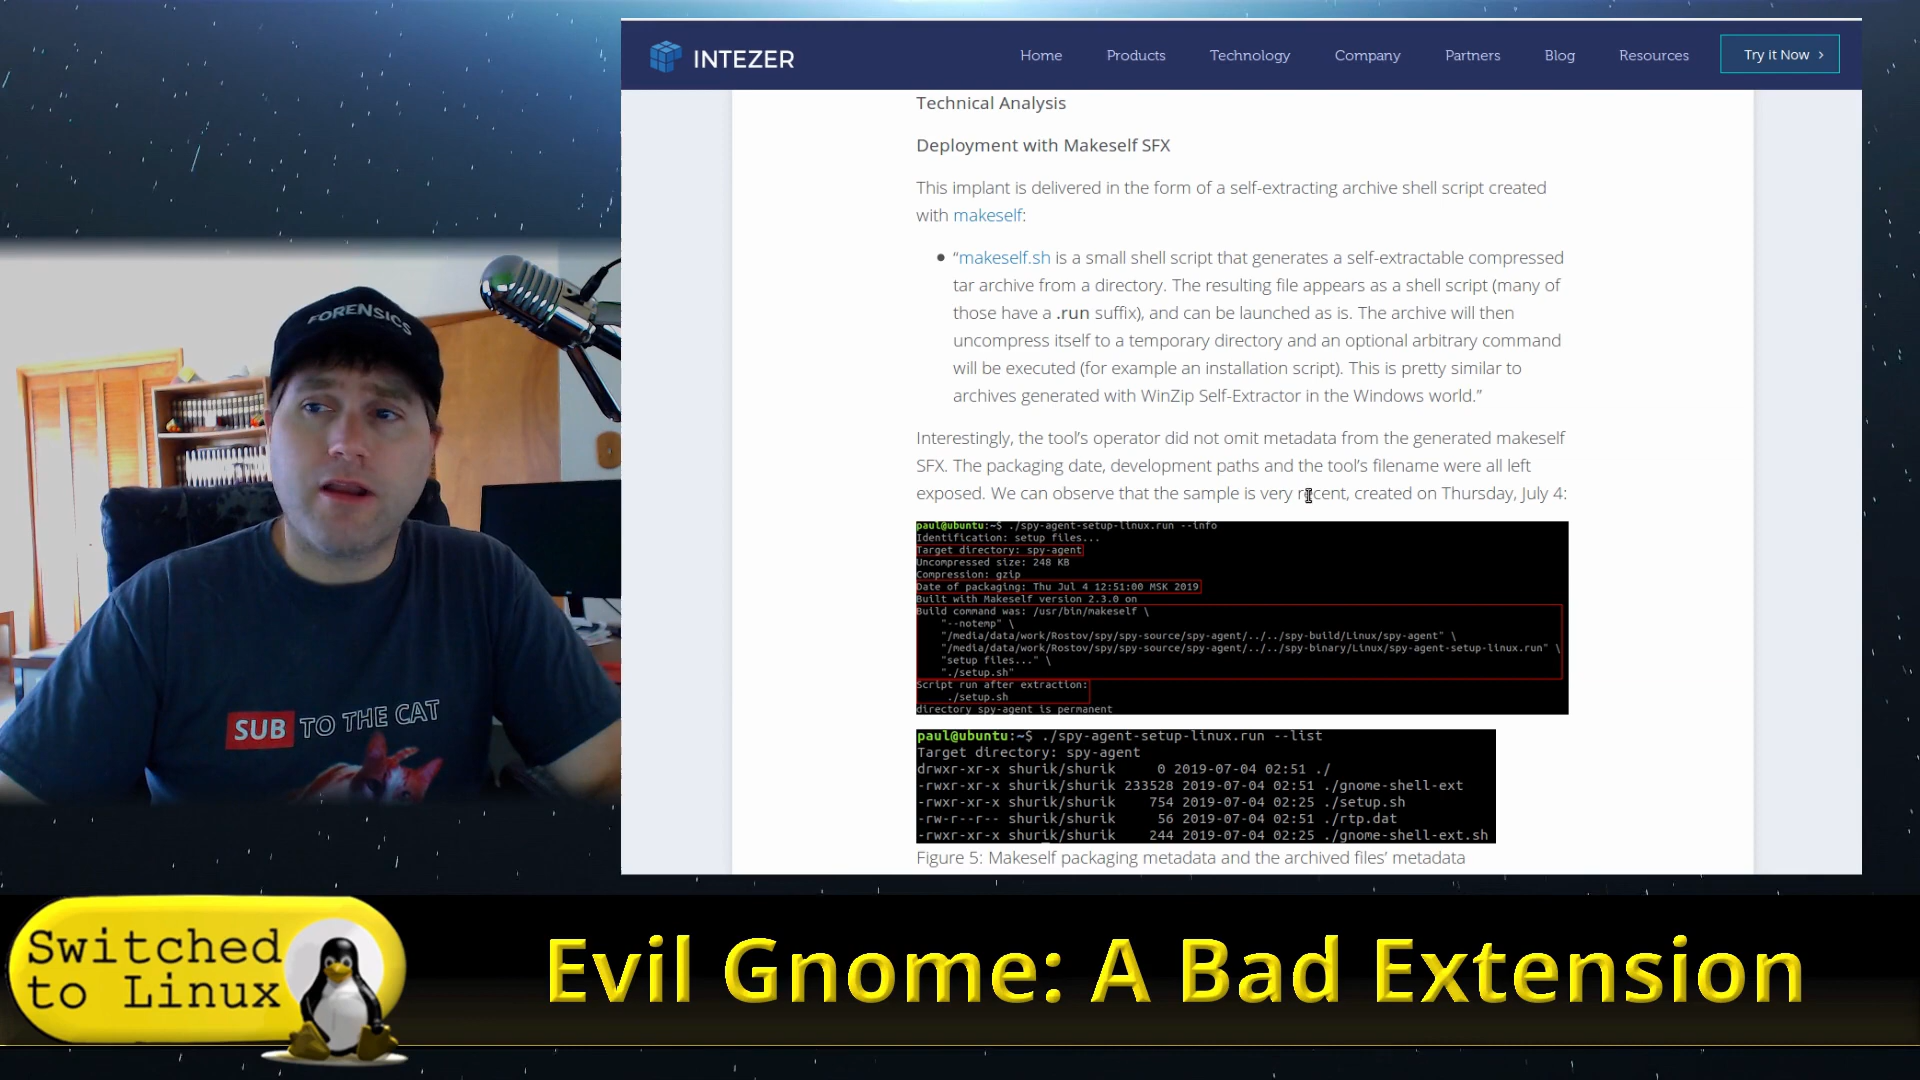 INTEZER
Home Products Technology Company Partners Blog Resources Try it Now
Technical Analysis
Deployment with Makeself SFX
This implant is delivered in the form of a self-extracting archive shell script created
with makeself:
• “makeself.sh is a small shell script that generates a self-extractable compressed
tar archive from a directory. The resulting file appears as a shell script (many of
those have a .run suffix), and can be launched as is. The archive will then
uncompress itself to a temporary directory and an optional arbitrary command
will be executed (for example an installation script). This is pretty similar to
archives generated with WinZip Self-Extractor in the Windows world.”
Interestingly, the tool’s operator did not omit metadata from the generated makeself
SFX. The packaging date, development paths and the tool’s filename were all left
exposed. We can observe that the sample is very recent, created on Thursday, July 4:
paul@ubuntu:~$ ./spy-agent-setup-linux.run --info
Identification: setup files...
Target directory: spy-agent
Uncompressed size: 248 KB
Compression: gzip
Date of packaging: Thu Jul 4 12:51:00 MSK 2019
Built with Makeself version 2.3.0 on
Build command was: /usr/bin/makeself \
"--notemp" \
"/media/data/work/Rostov/spy/spy-source/spy-agent/../../spy-build/Linux/spy-agent" \
"/media/data/work/Rostov/spy/spy-source/spy-agent/../../spy-binary/Linux/spy-agent-setup-linux.run" \
"setup files..." \
"./setup.sh"
Script run after extraction:
./setup.sh
directory spy-agent is permanent
paul@ubuntu:~$ ./spy-agent-setup-linux.run --list
Target directory: spy-agent
drwxr-xr-x shurik/shurik 0 2019-07-04 02:51 ./
-rwxr-xr-x shurik/shurik 233528 2019-07-04 02:51 ./gnome-shell-ext
-rwxr-xr-x shurik/shurik 754 2019-07-04 02:25 ./setup.sh
-rw-r--r-- shurik/shurik 56 2019-07-04 02:51 ./rtp.dat
-rwxr-xr-x shurik/shurik 244 2019-07-04 02:25 ./gnome-shell-ext.sh
Figure 5: Makeself packaging metadata and the archived files’ metadata
FORENSICS
SUB TO THE CAT
Switched
to Linux
Evil Gnome: A Bad Extension